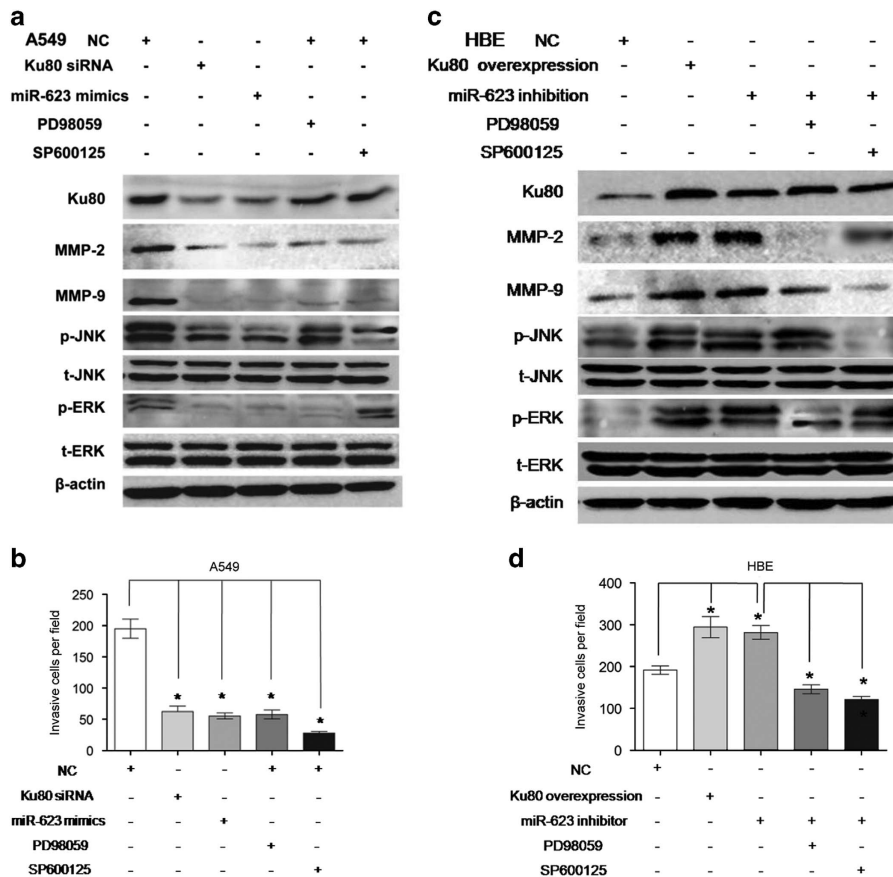 a
A549 NC + - - + +
Ku80 siRNA - + - - -
miR-623 mimics - - + - -
PD98059 - - - + -
SP600125 - - - - +
Ku80
MMP-2
MMP-9
p-JNK
t-JNK
p-ERK
t-ERK
β-actin
c
HBE NC + - - - -
Ku80 overexpression - + - - -
miR-623 inhibition - - + + +
PD98059 - - - + -
SP600125 - - - - +
Ku80
MMP-2
MMP-9
p-JNK
t-JNK
p-ERK
t-ERK
β-actin
b
A549
Invasive cells per field
250
200
150
100
50
0
* * * *
NC + - - + +
Ku80 siRNA - + - - -
miR-623 mimics - - + - -
PD98059 - - - + -
SP600125 - - - - +
d
HBE
Invasive cells per field
400
300
200
100
0
* * * * *
NC + - - - -
Ku80 overexpression - + - - -
miR-623 inhibitor - - + + +
PD98059 - - - + -
SP600125 - - - - +